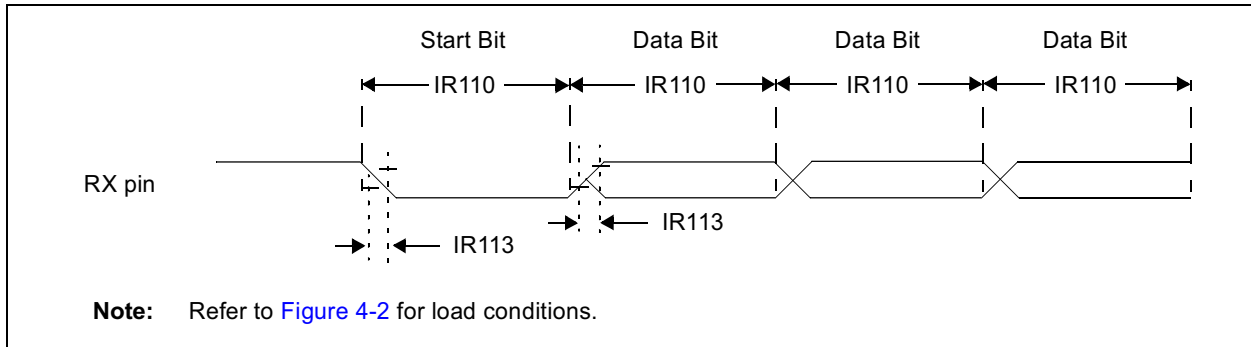 Start Bit Data Bit Data Bit Data Bit
IR110 IR110 IR110 IR110
RX pin
IR113 IR113
Note: Refer to Figure 4-2 for load conditions.